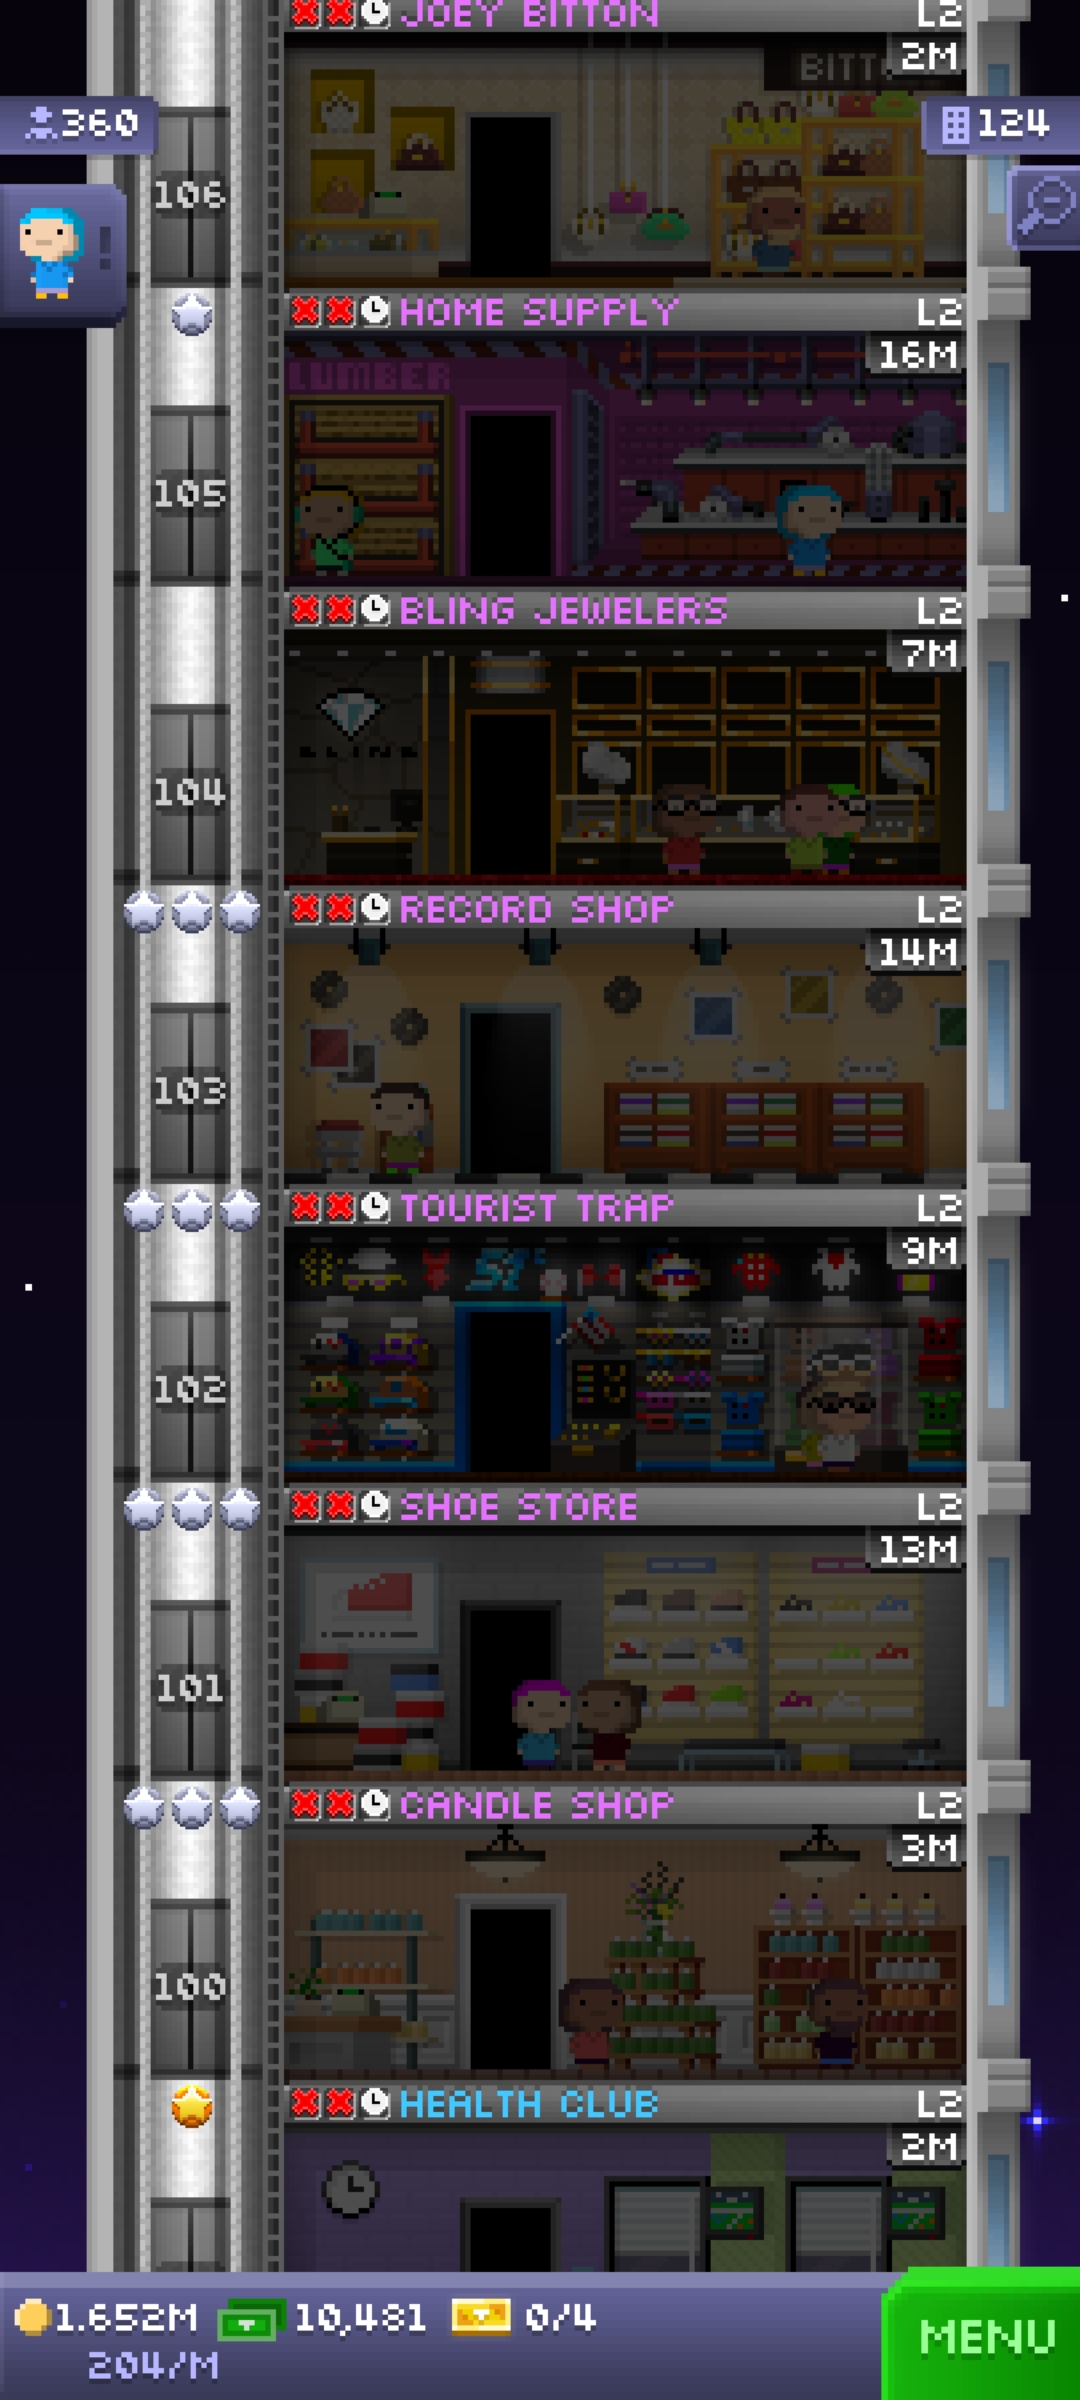 JOEY BITTON L2
2M
BITT
360
124
106
HOME SUPPLY L2
16M
LUMBER
105
BLING JEWELERS L2
7M
BLING
104
RECORD SHOP L2
14M
103
TOURIST TRAP L2
9M
102
SHOE STORE L2
13M
101
CANDLE SHOP L2
3M
100
HEALTH CLUB L2
2M
1.652M 10,481 0/4
204/M
MENU